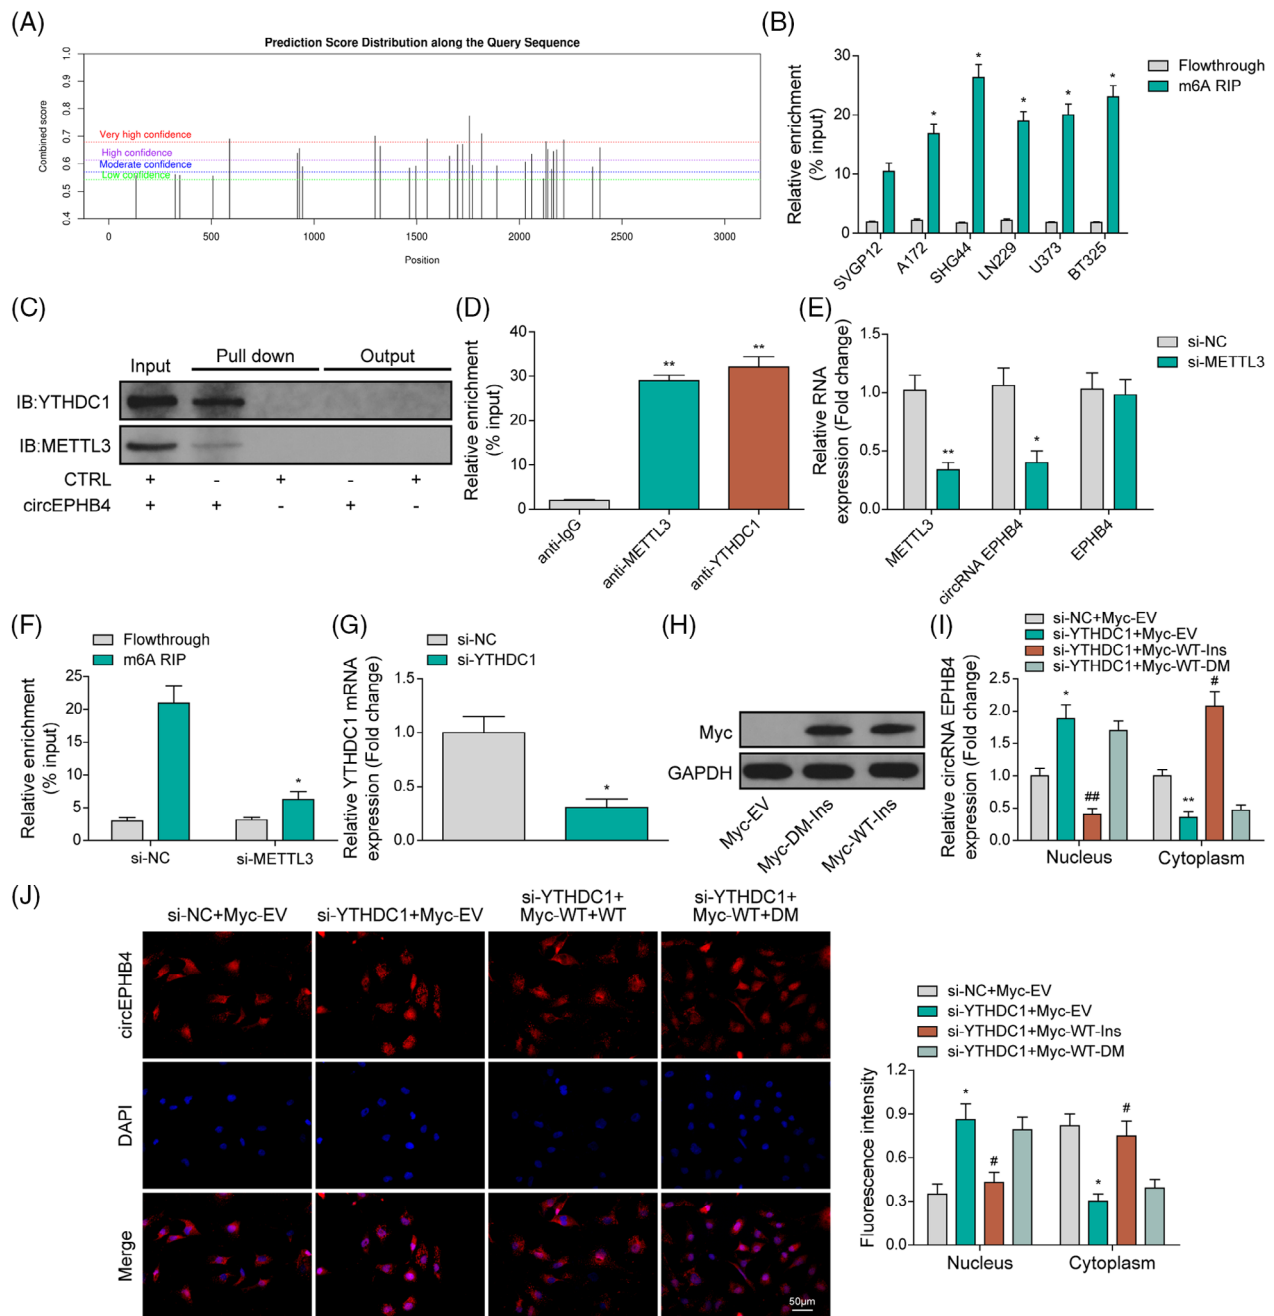 (A)
Prediction Score Distribution along the Query Sequence
Combined score
1.0
0.9
0.8
0.7
0.6
0.5
0.4
Very high confidence
High confidence
Moderate confidence
Low confidence
0 500 1000 1500 2000 2500 3000
Position
(B)
Relative enrichment
(% input)
30
20
10
0
Flowthrough
m6A RIP
* * * * *
SVGP12 A172 SHG44 LN229 U373 BT325
(C)
Input Pull down Output
IB:YTHDC1
IB:METTL3
CTRL + - + - +
circEPHB4 + + - + -
(D)
Relative enrichment
(% input)
40
30
20
10
0
** **
anti-IgG anti-METTL3 anti-YTHDC1
(E)
Relative RNA
expression (Fold change)
1.5
1.0
0.5
0.0
si-NC
si-METTL3
** *
METTL3 circRNA EPHB4 EPHB4
(F)
Flowthrough
m6A RIP
Relative enrichment
(% input)
25
20
15
10
5
0
*
si-NC si-METTL3
(G)
si-NC
si-YTHDC1
Relative YTHDC1 mRNA
expression (Fold change)
1.5
1.0
0.5
0.0
*
(H)
Myc
GAPDH
Myc-EV Myc-DM-Ins Myc-WT-Ins
(I)
si-NC+Myc-EV
si-YTHDC1+Myc-EV
si-YTHDC1+Myc-WT-Ins
si-YTHDC1+Myc-WT-DM
Relative circRNA EPHB4
expression (Fold change)
2.5
2.0
1.5
1.0
0.5
0.0
* ## ** #
Nucleus Cytoplasm
(J)
si-NC+Myc-EV
si-YTHDC1+Myc-EV
si-YTHDC1+
Myc-WT+WT
si-YTHDC1+
Myc-WT+DM
circEPHB4
DAPI
Merge
50μm
si-NC+Myc-EV
si-YTHDC1+Myc-EV
si-YTHDC1+Myc-WT-Ins
si-YTHDC1+Myc-WT-DM
Fluorescence intensity
1.2
0.9
0.6
0.3
0.0
* # * #
Nucleus Cytoplasm